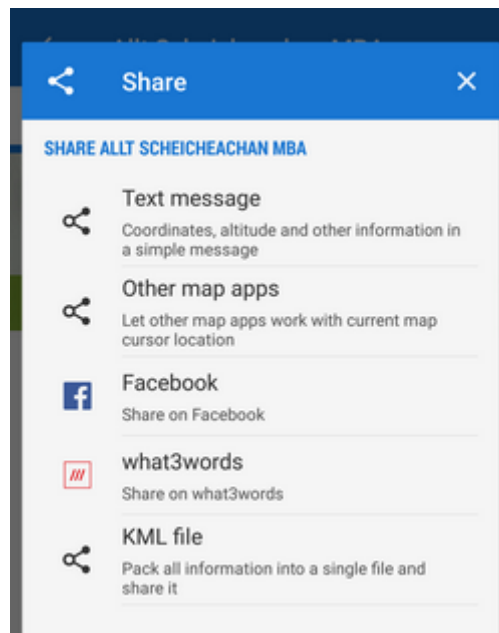 Share
SHARE ALLT SCHEICHEACHAN MBA
Text message
Coordinates, altitude and other information in
a simple message
Other map apps
Let other map apps work with current map
cursor location
Facebook
Share on Facebook
what3words
Share on what3words
KML file
Pack all information into a single file and
share it